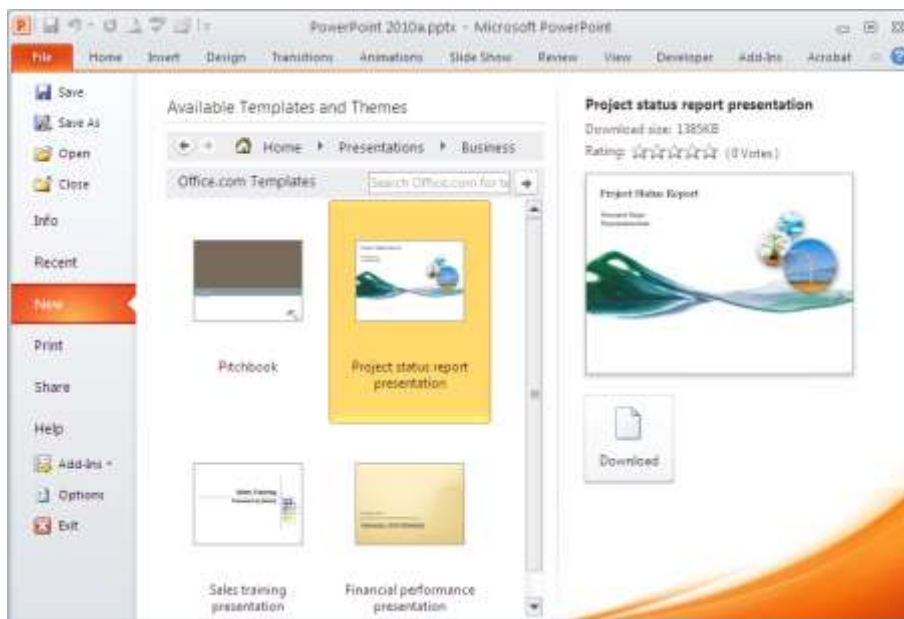 PowerPoint 2010a.pptx - Microsoft PowerPoint
File Home Insert Design Transitions Animations Slide Show Review View Developer Add-Ins Acrobat
Save
Save As
Open
Close
Info
Recent
New
Print
Share
Help
Add-Ins
Options
Exit
Available Templates and Themes
Home Presentations Business
Office.com Templates
Search Office.com for
Pitchbook
Project status report
presentation
Sales Training
Sales training
presentation
Financial performance
presentation
Project status report presentation
Download size: 1385KB
Rating: (0 Votes)
Project Status Report
Download